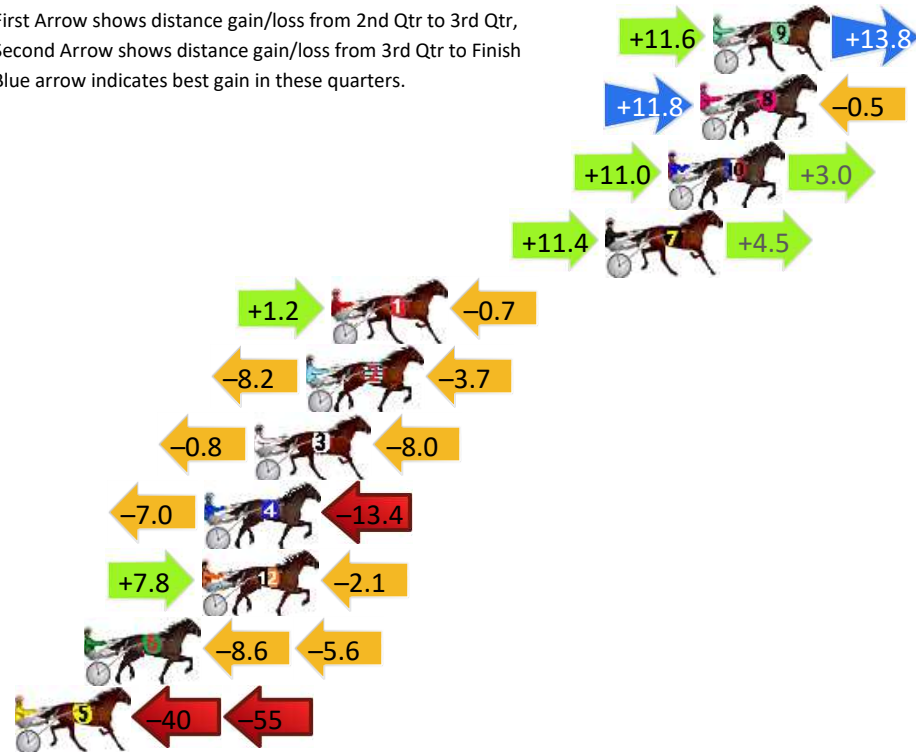 First Arrow shows distance gain/loss from 2nd Qtr to 3rd Qtr,
Second Arrow shows distance gain/loss from 3rd Qtr to Finish
Blue arrow indicates best gain in these quarters.
+11.6 9 +13.8
+11.8 8 –0.5
+11.0 10 +3.0
+11.4 7 +4.5
+1.2 1 –0.7
–8.2 2 –3.7
–0.8 3 –8.0
–7.0 4 –13.4
+7.8 12 –2.1
6 –8.6 –5.6
5 –40 –55